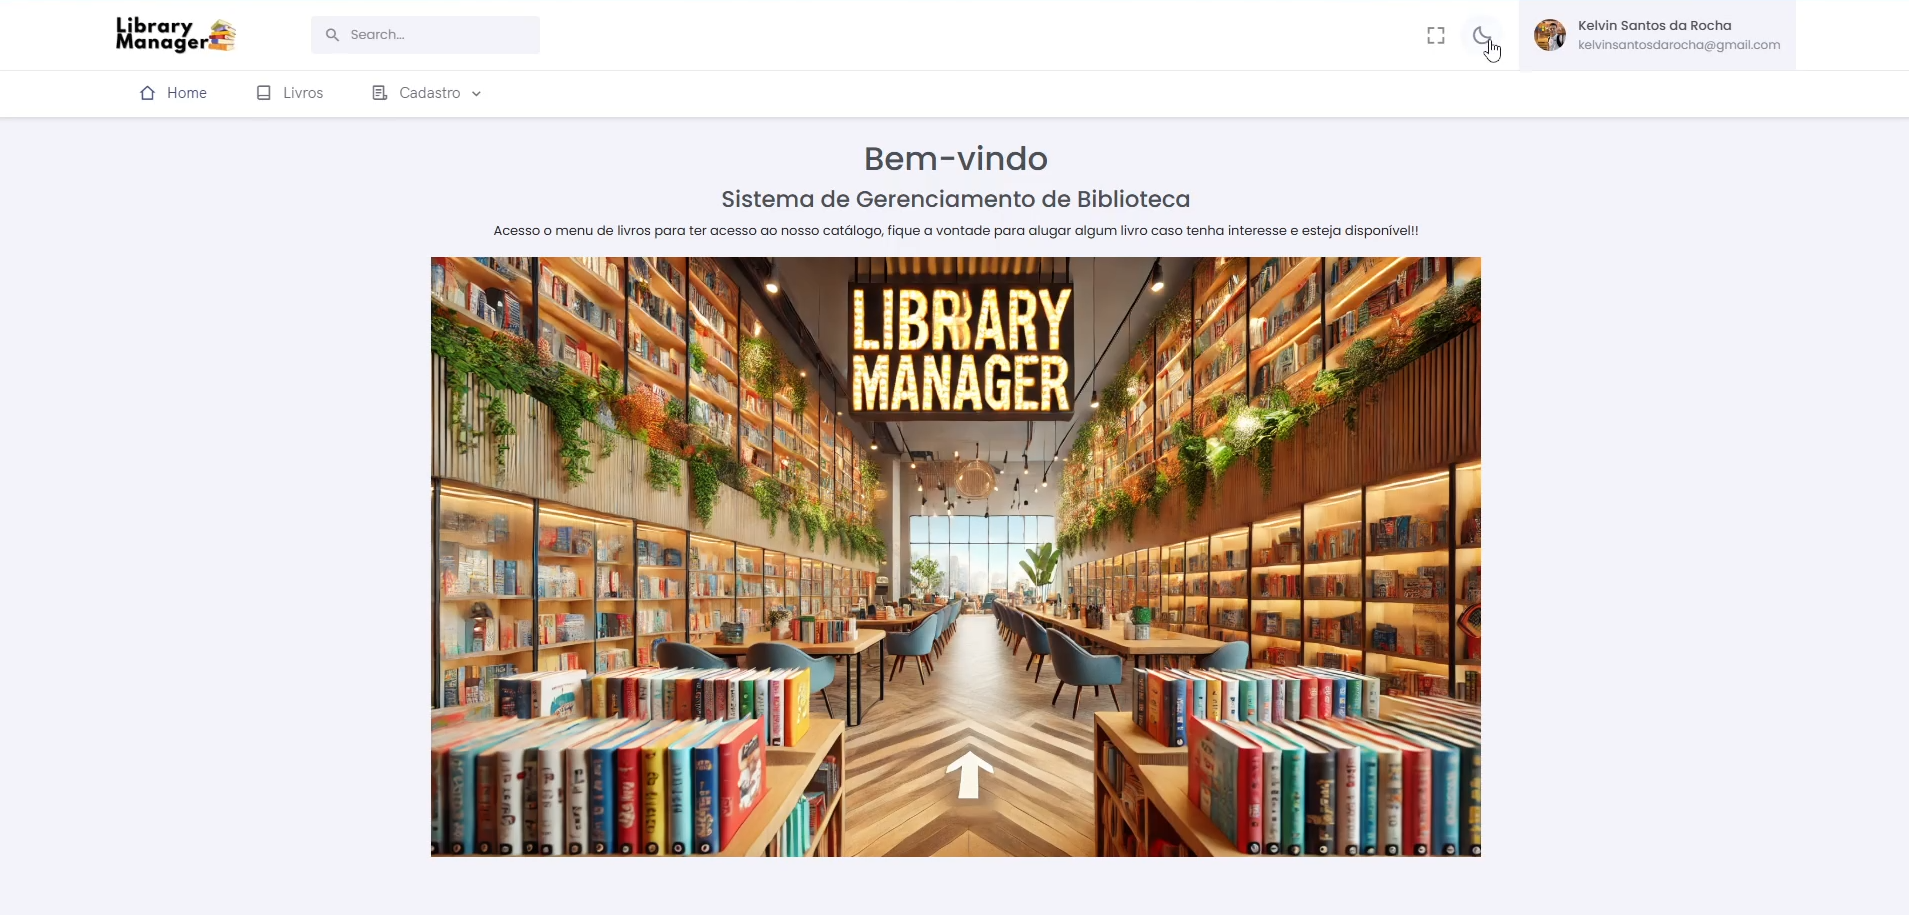 Library
Manager
Search...
Kelvin Santos da Rocha
kelvinsantosdarocha@gmail.com
Home
Livros
Cadastro
Bem-vindo
Sistema de Gerenciamento de Biblioteca
Acesso o menu de livros para ter acesso ao nosso catálogo, fique a vontade para alugar algum livro caso tenha interesse e esteja disponível!!
LIBRARY
MANAGER